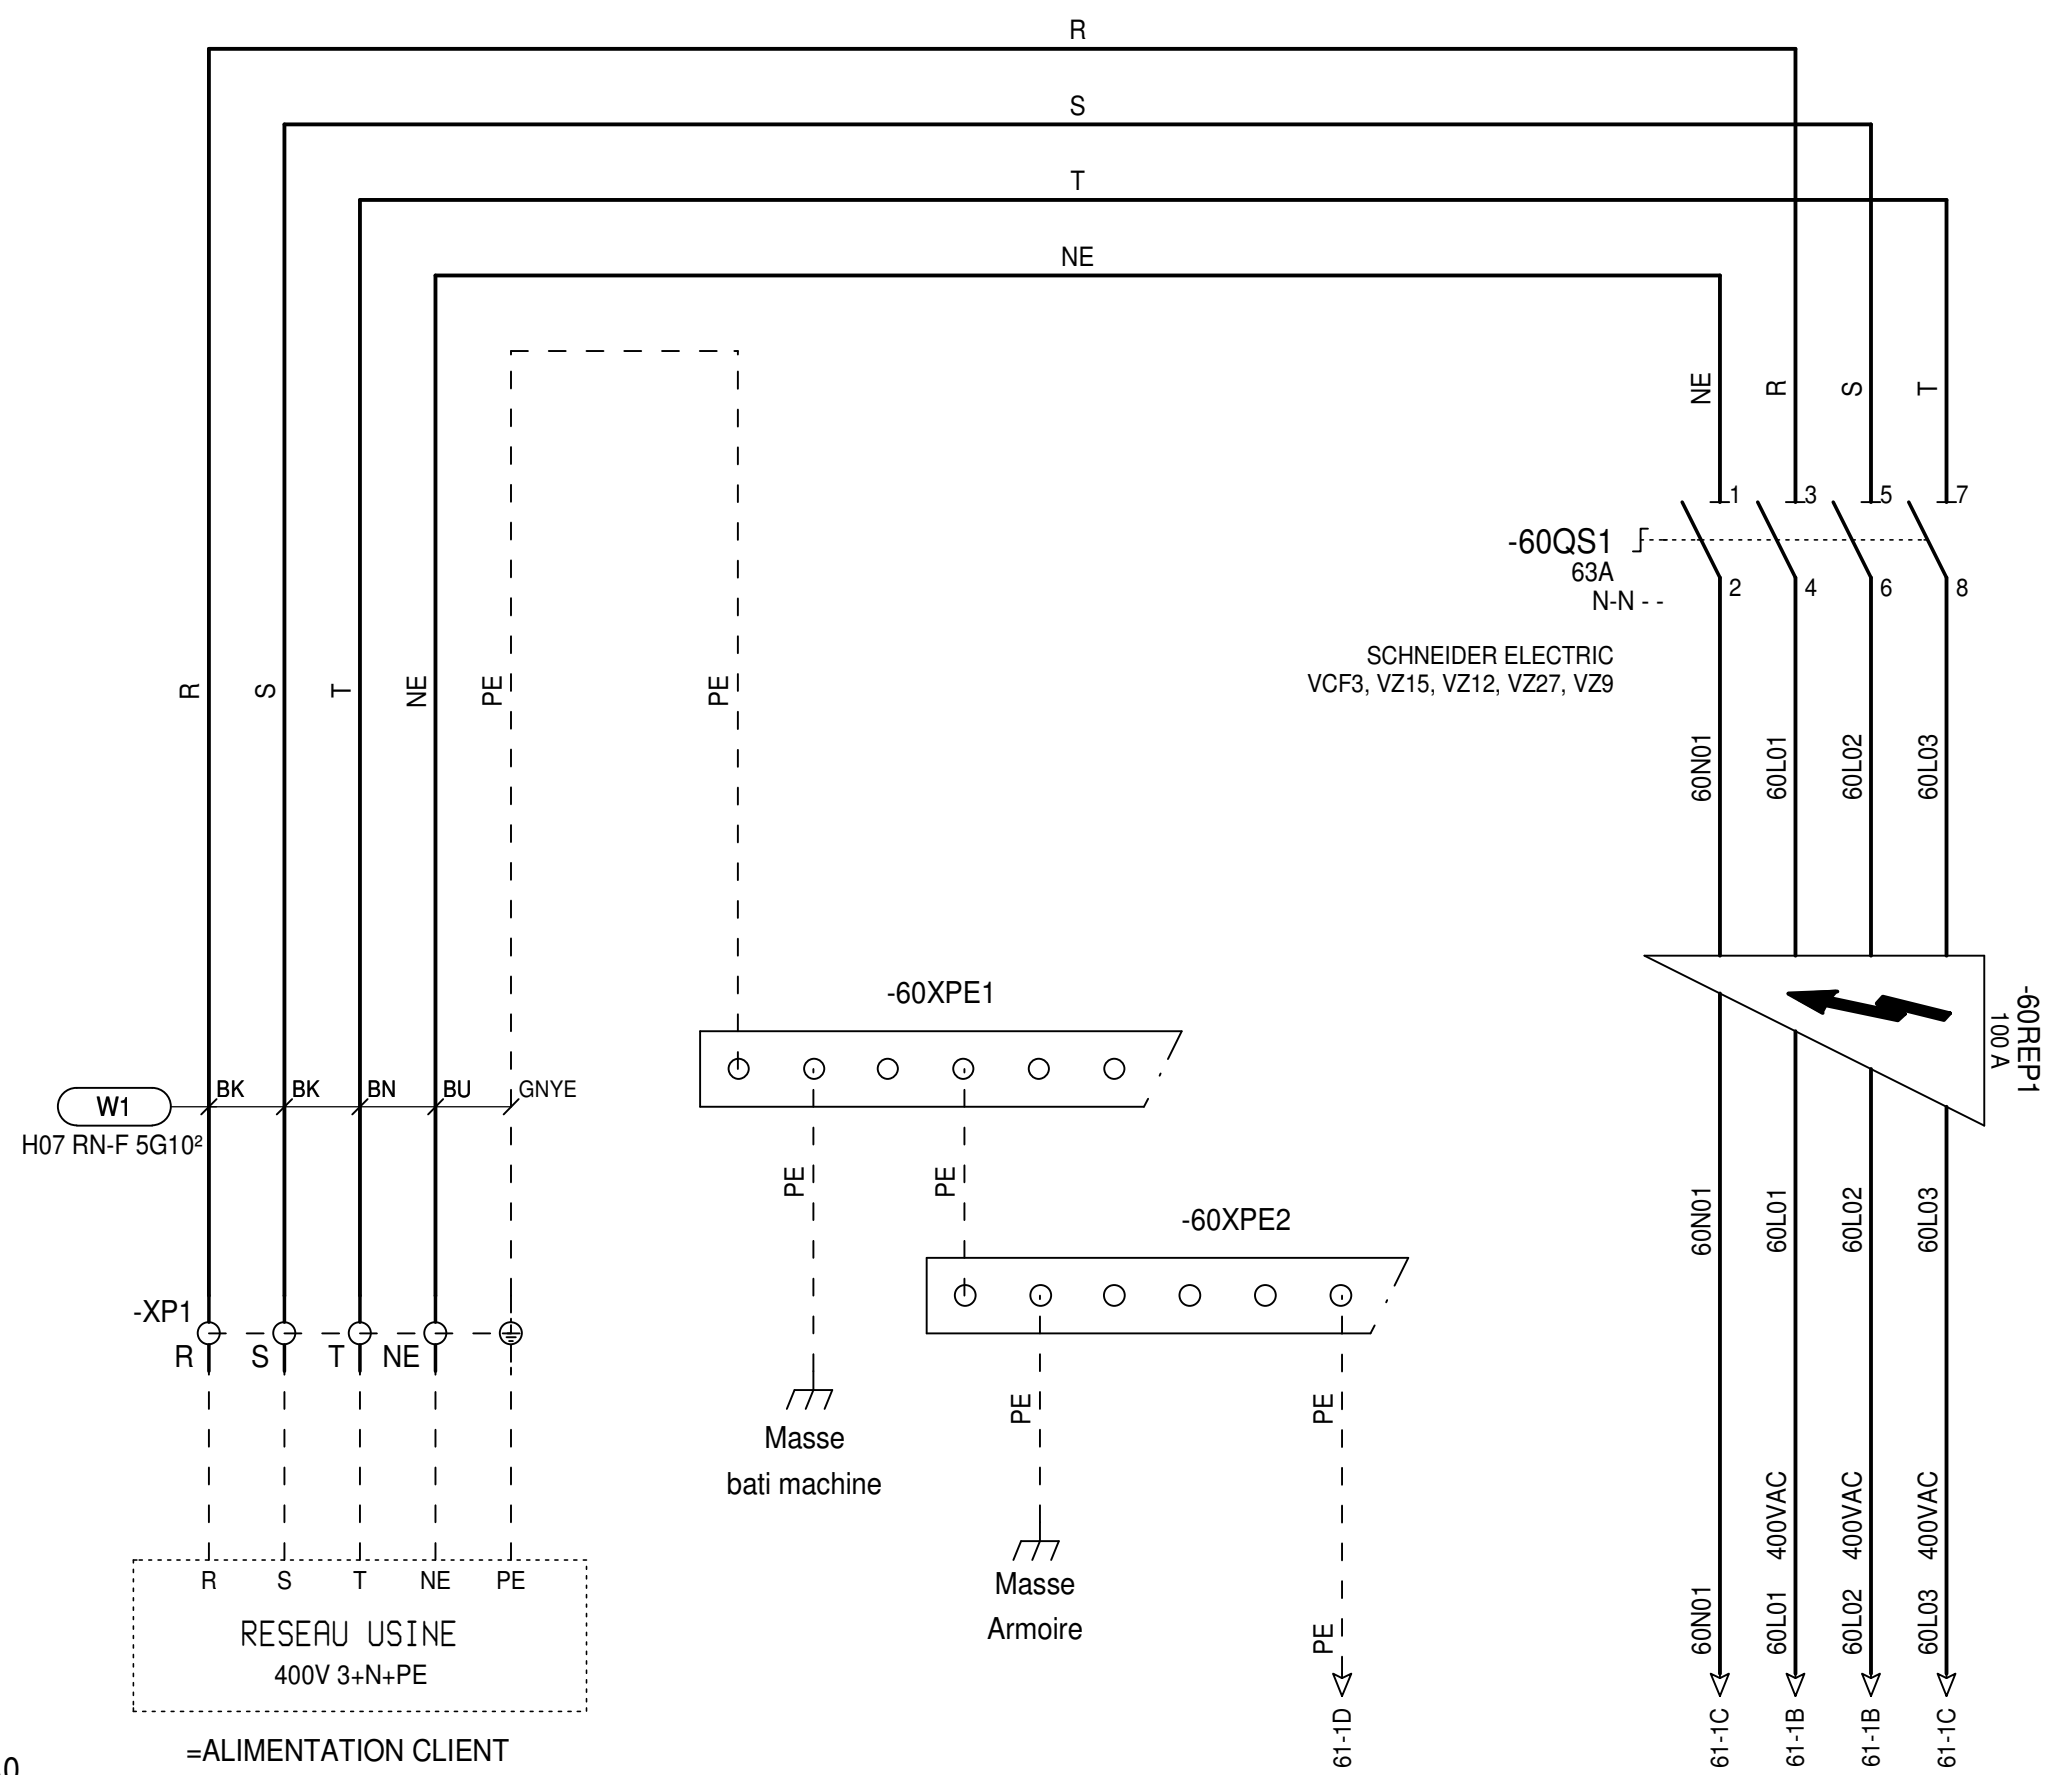 R
S
T
NE
NE
R
S
T
1
3
5
7
-60QS1
63A
N-N - -
2
4
6
8
SCHNEIDER ELECTRIC
VCF3, VZ15, VZ12, VZ27, VZ9
R
S
T
NE
PE
PE
60N01
60L01
60L02
60L03
-60XPE1
-60REP1
100 A
W1
BK
BK
BN
BU
GNYE
H07 RN-F 5G10²
PE
PE
60N01
60L01
60L02
60L03
-60XPE2
-XP1
R
S
T
NE
Masse
bati machine
PE
PE
400VAC
400VAC
400VAC
R
S
T
NE
PE
RESEAU USINE
400V 3+N+PE
Masse
Armoire
PE
60N01
60L01
60L02
60L03
61-1D
61-1C
61-1B
61-1B
61-1C
=ALIMENTATION CLIENT